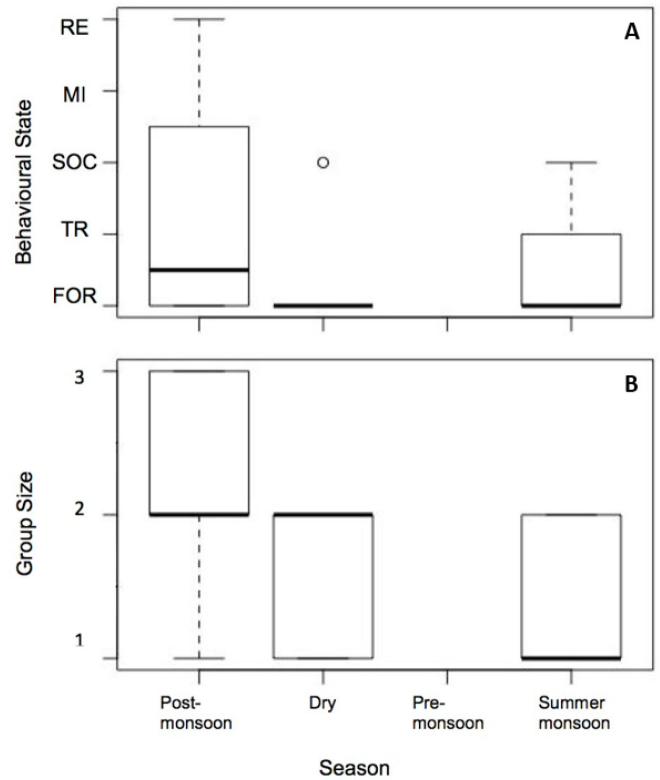 A
Behavioural State
RE
MI
SOC
TR
FOR
B
Group Size
3
2
1
Post-
monsoon
Dry
Pre-
monsoon
Summer
monsoon
Season